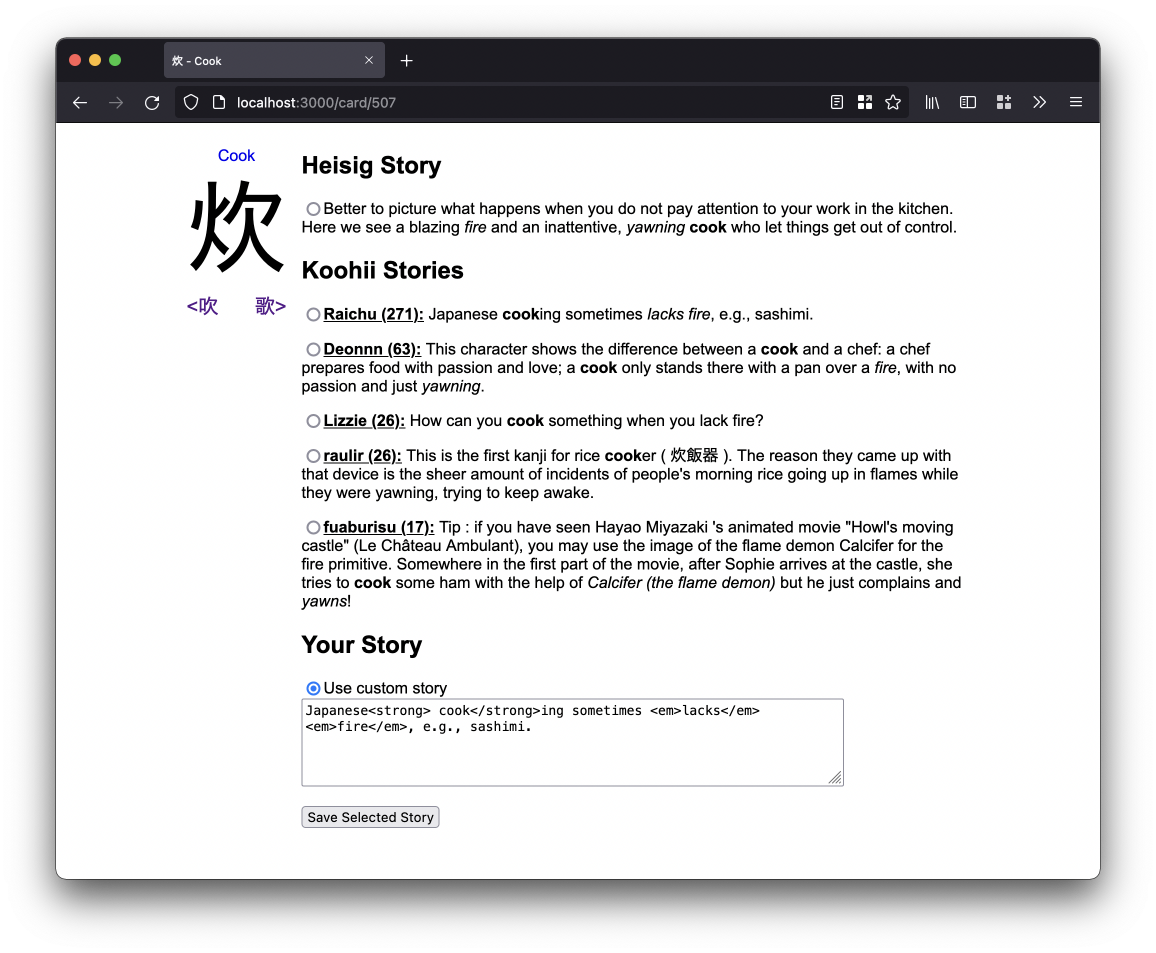 炊 - Cook
localhost:3000/card/507
Cook
炊
<吹 歌>
Heisig Story
Better to picture what happens when you do not pay attention to your work in the kitchen.
Here we see a blazing fire and an inattentive, yawning cook who let things get out of control.
Koohii Stories
Raichu (271): Japanese cooking sometimes lacks fire, e.g., sashimi.
Deonnn (63): This character shows the difference between a cook and a chef: a chef
prepares food with passion and love; a cook only stands there with a pan over a fire, with no
passion and just yawning.
Lizzie (26): How can you cook something when you lack fire?
raulir (26): This is the first kanji for rice cooker ( 炊飯器 ). The reason they came up with
that device is the sheer amount of incidents of people's morning rice going up in flames while
they were yawning, trying to keep awake.
fuaburisu (17): Tip : if you have seen Hayao Miyazaki 's animated movie "Howl's moving
castle" (Le Château Ambulant), you may use the image of the flame demon Calcifer for the
fire primitive. Somewhere in the first part of the movie, after Sophie arrives at the castle, she
tries to cook some ham with the help of Calcifer (the flame demon) but he just complains and
yawns!
Your Story
Use custom story
Japanese<strong> cook</strong>ing sometimes <em>lacks</em>
<em>fire</em>, e.g., sashimi.
Save Selected Story